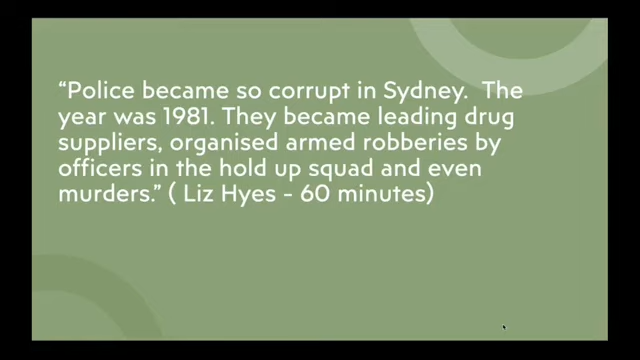 “Police became so corrupt in Sydney.  The
year was 1981. They became leading drug
suppliers, organised armed robberies by
officers in the hold up squad and even
murders.” ( Liz Hyes - 60 minutes)